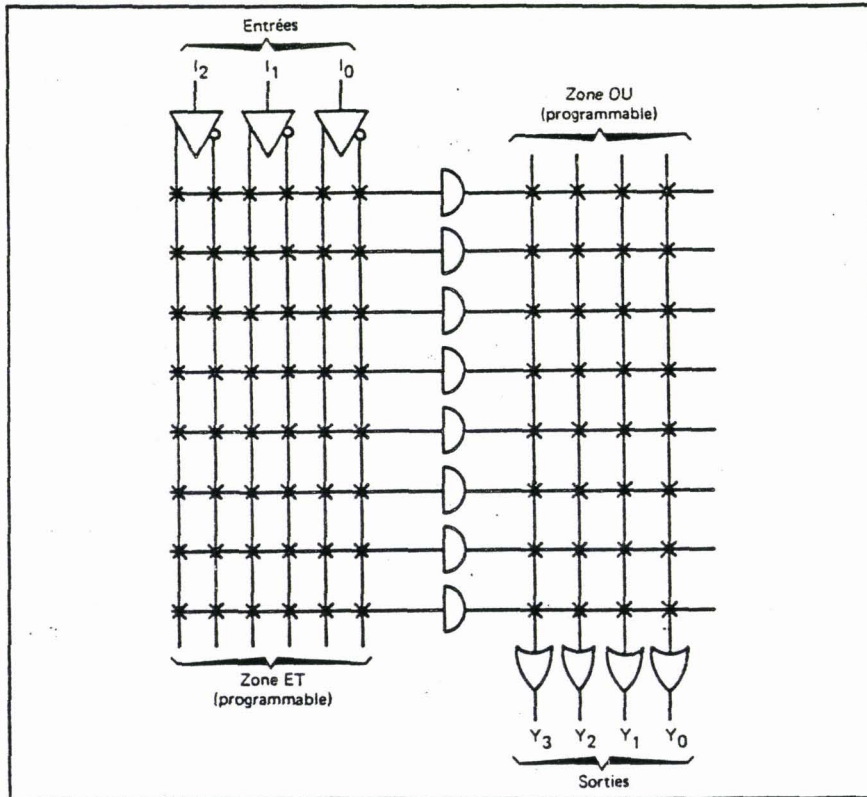 Entrées
I2 I1 I0
Zone OU
(programmable)
Zone ET
(programmable)
Y3 Y2 Y1 Y0
Sorties